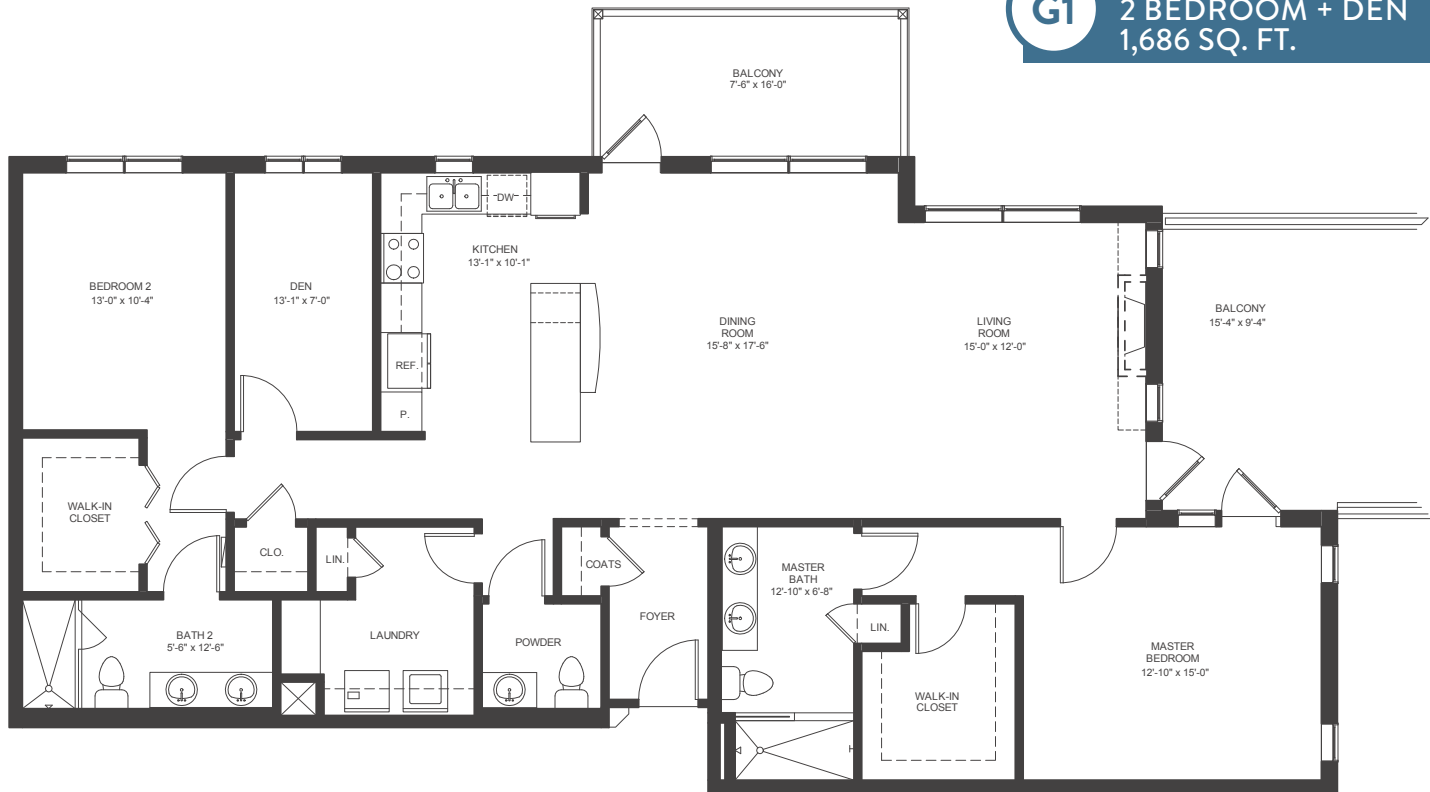 G1
2 BEDROOM + DEN
1,686 SQ. FT.
BALCONY
7'-6" x 16'-0"
DW
KITCHEN
13'-1" x 10'-1"
BEDROOM 2
13'-0" x 10'-4"
DEN
13'-1" x 7'-0"
DINING
ROOM
15'-8" x 17'-6"
LIVING
ROOM
15'-0" x 12'-0"
BALCONY
15'-4" x 9'-4"
REF.
P.
WALK-IN
CLOSET
CLO.
LIN.
COATS
MASTER
BATH
12'-10" x 6'-8"
FOYER
LIN.
BATH 2
5'-6" x 12'-6"
LAUNDRY
POWDER
MASTER
BEDROOM
12'-10" x 15'-0"
WALK-IN
CLOSET